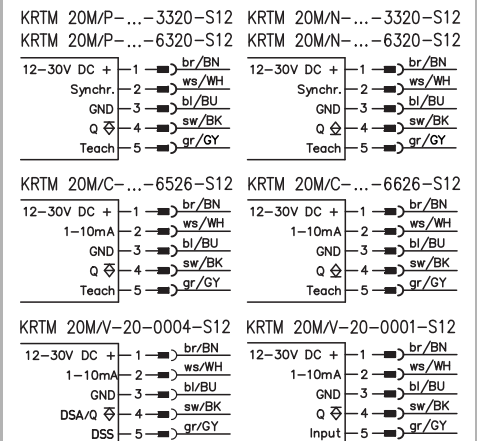 KRTM 20M/P-...-3320-S12
KRTM 20M/P-...-6320-S12
12-30V DC + 1 br/BN
Synchr. 2 ws/WH
GND 3 bl/BU
Q 4 sw/BK
Teach 5 gr/GY
KRTM 20M/N-...-3320-S12
KRTM 20M/N-...-6320-S12
12-30V DC + 1 br/BN
Synchr. 2 ws/WH
GND 3 bl/BU
Q 4 sw/BK
Teach 5 gr/GY
KRTM 20M/C-...-6526-S12
12-30V DC + 1 br/BN
1-10mA 2 ws/WH
GND 3 bl/BU
Q 4 sw/BK
Teach 5 gr/GY
KRTM 20M/C-...-6626-S12
12-30V DC + 1 br/BN
1-10mA 2 ws/WH
GND 3 bl/BU
Q 4 sw/BK
Teach 5 gr/GY
KRTM 20M/V-20-0004-S12
12-30V DC + 1 br/BN
1-10mA 2 ws/WH
GND 3 bl/BU
DSA/Q 4 sw/BK
DSS 5 gr/GY
KRTM 20M/V-20-0001-S12
12-30V DC + 1 br/BN
1-10mA 2 ws/WH
GND 3 bl/BU
Q 4 sw/BK
Input 5 gr/GY